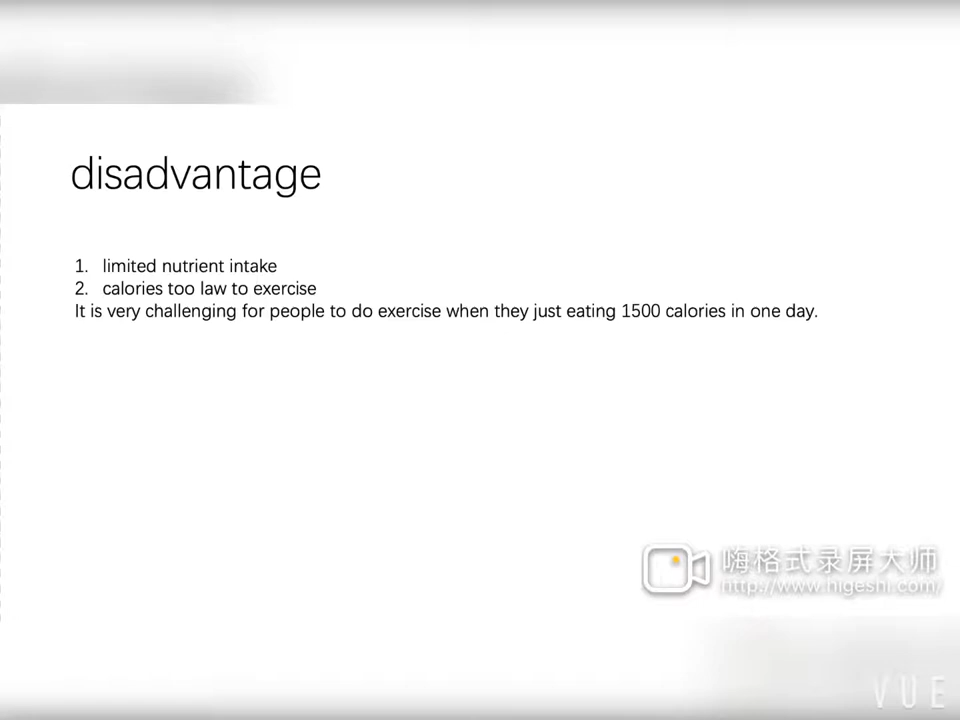 disadvantage
1. limited nutrient intake
2. calories too law to exercise
It is very challenging for people to do exercise when they just eating 1500 calories in one day.
嗨格式录屏大师
http://www.higeshi.com/
VUE